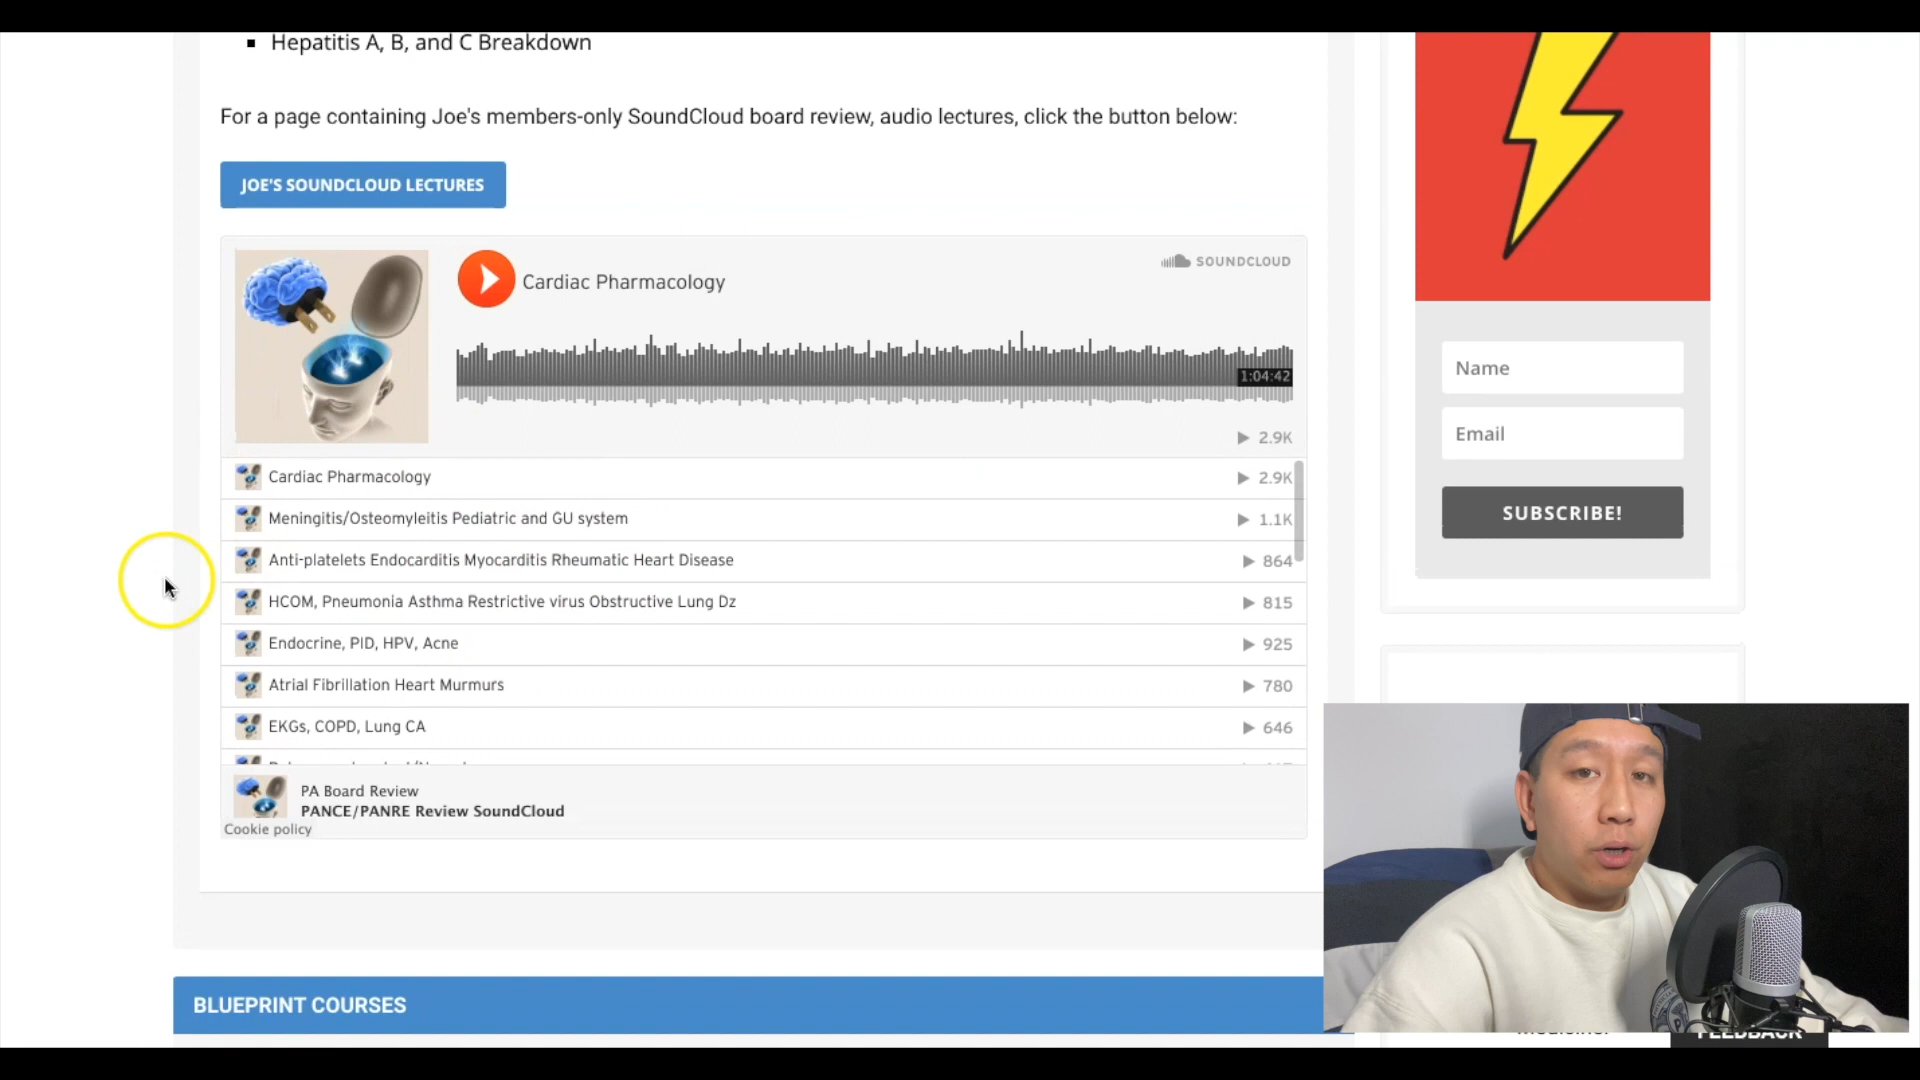 Hepatitis A, B, and C Breakdown
For a page containing Joe's members-only SoundCloud board review, audio lectures, click the button below:
JOE'S SOUNDCLOUD LECTURES
Cardiac Pharmacology
SOUNDCLOUD
1:04:42
2.9K
Cardiac Pharmacology 2.9K
Meningitis/Osteomyleitis Pediatric and GU system 1.1K
Anti-platelets Endocarditis Myocarditis Rheumatic Heart Disease 864
HCOM, Pneumonia Asthma Restrictive virus Obstructive Lung Dz 815
Endocrine, PID, HPV, Acne 925
Atrial Fibrillation Heart Murmurs 780
EKGs, COPD, Lung CA 646
PA Board Review
PANCE/PANRE Review SoundCloud
Cookie policy
BLUEPRINT COURSES
Name
Email
SUBSCRIBE!
FEEDBACK